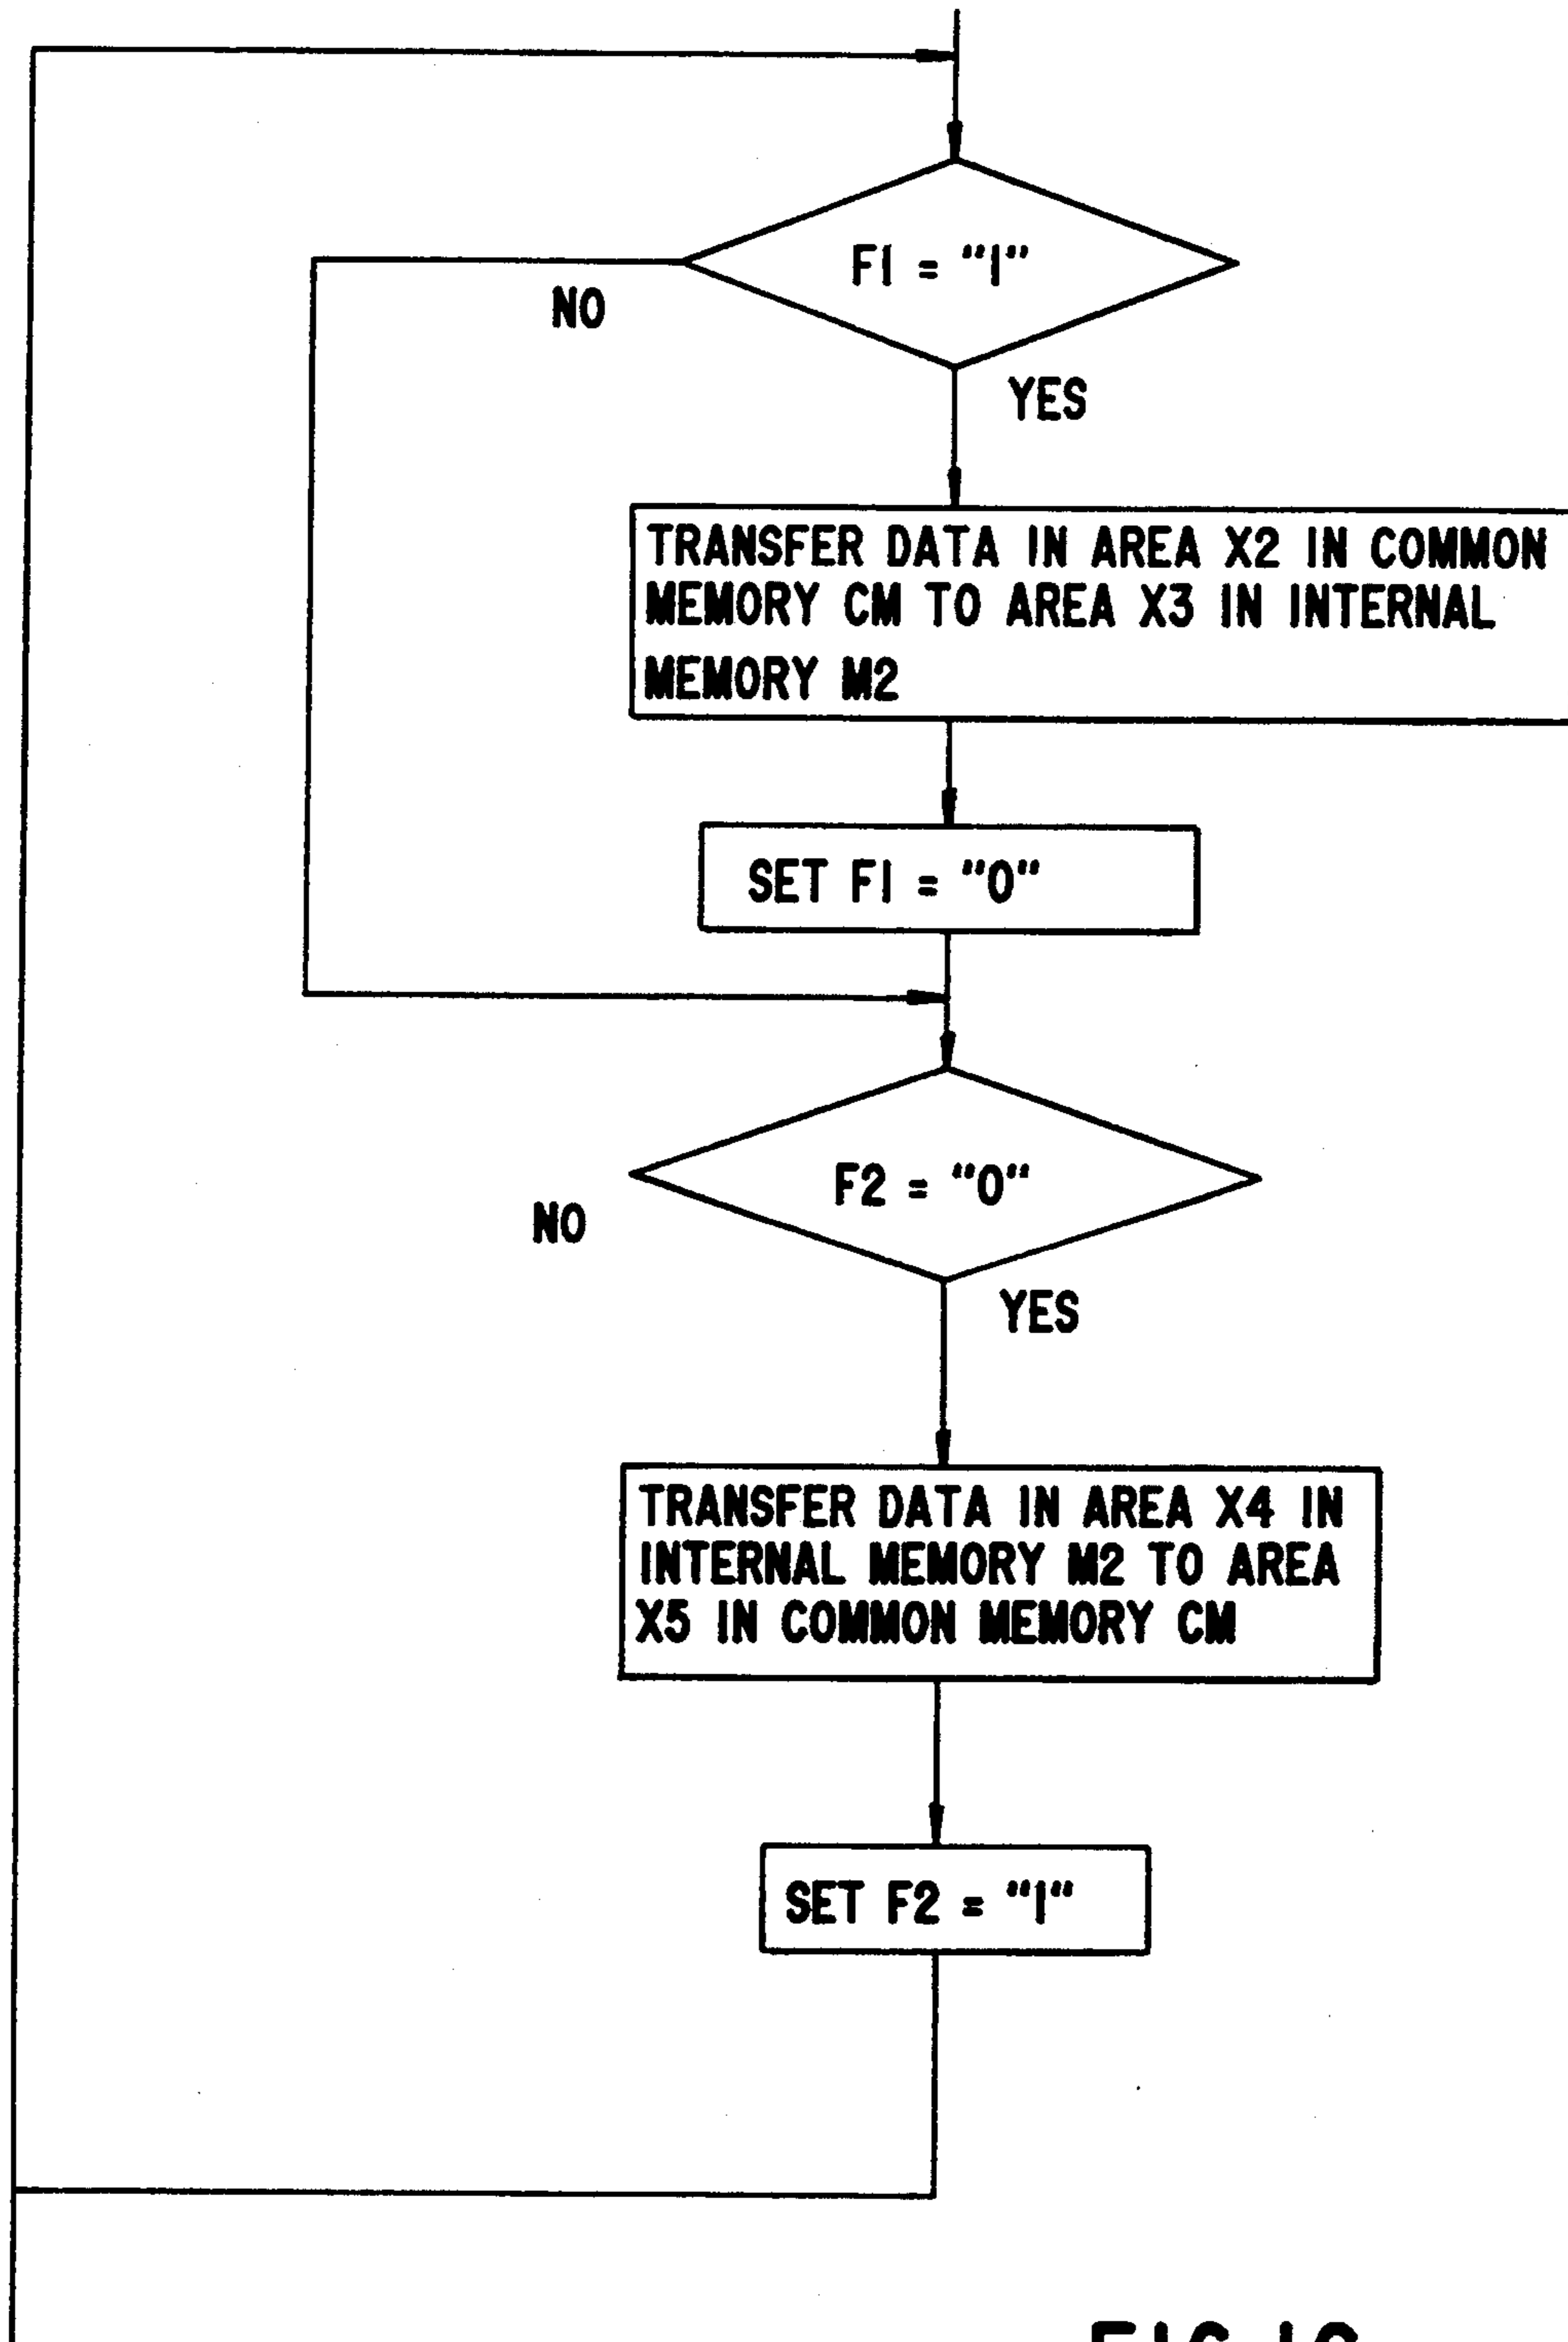 F1 = "1"
NO
YES
TRANSFER DATA IN AREA X2 IN COMMON
MEMORY CM TO AREA X3 IN INTERNAL
MEMORY M2
SET F1 = "0"
F2 = "0"
NO
YES
TRANSFER DATA IN AREA X4 IN
INTERNAL MEMORY M2 TO AREA
X5 IN COMMON MEMORY CM
SET F2 = "1"